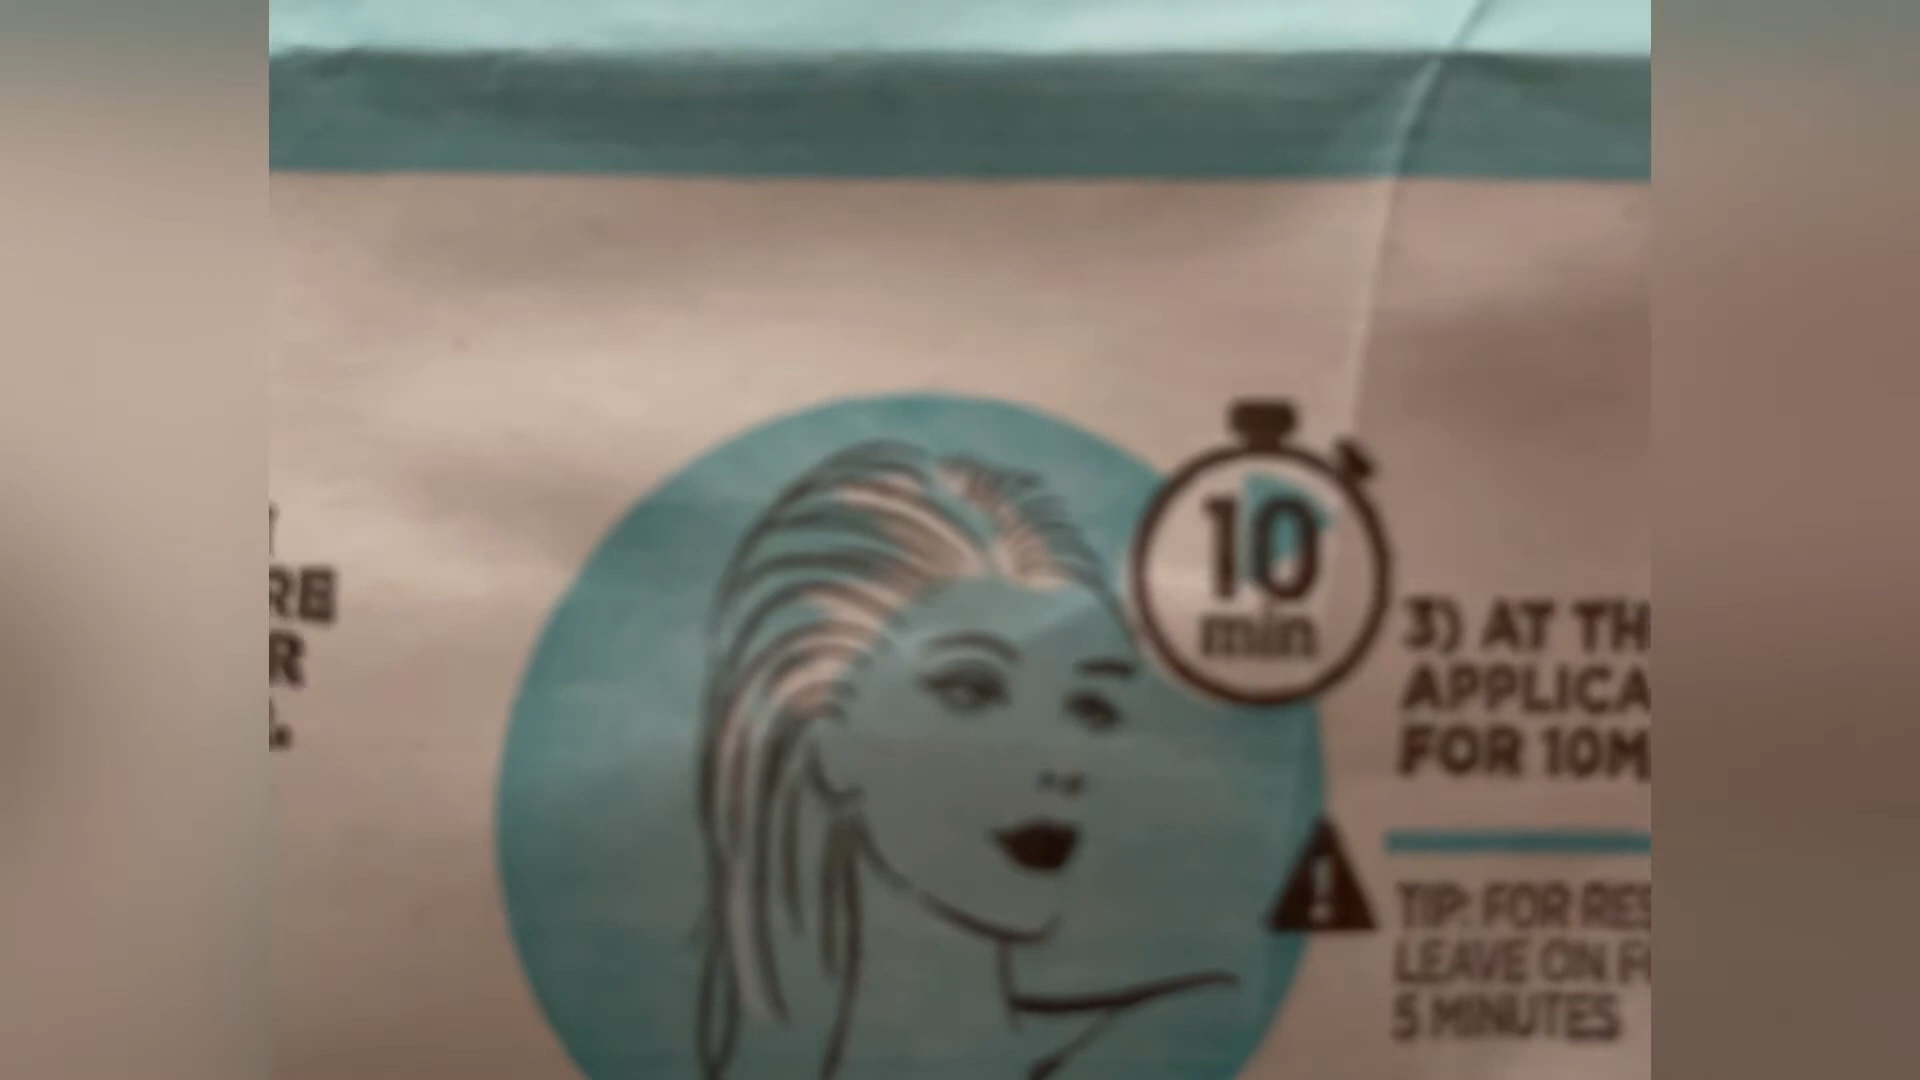 RE
R
10
min
3) AT TH
APPLICA
FOR 10M
TIP: FOR RES
LEAVE ON F
5 MINUTES